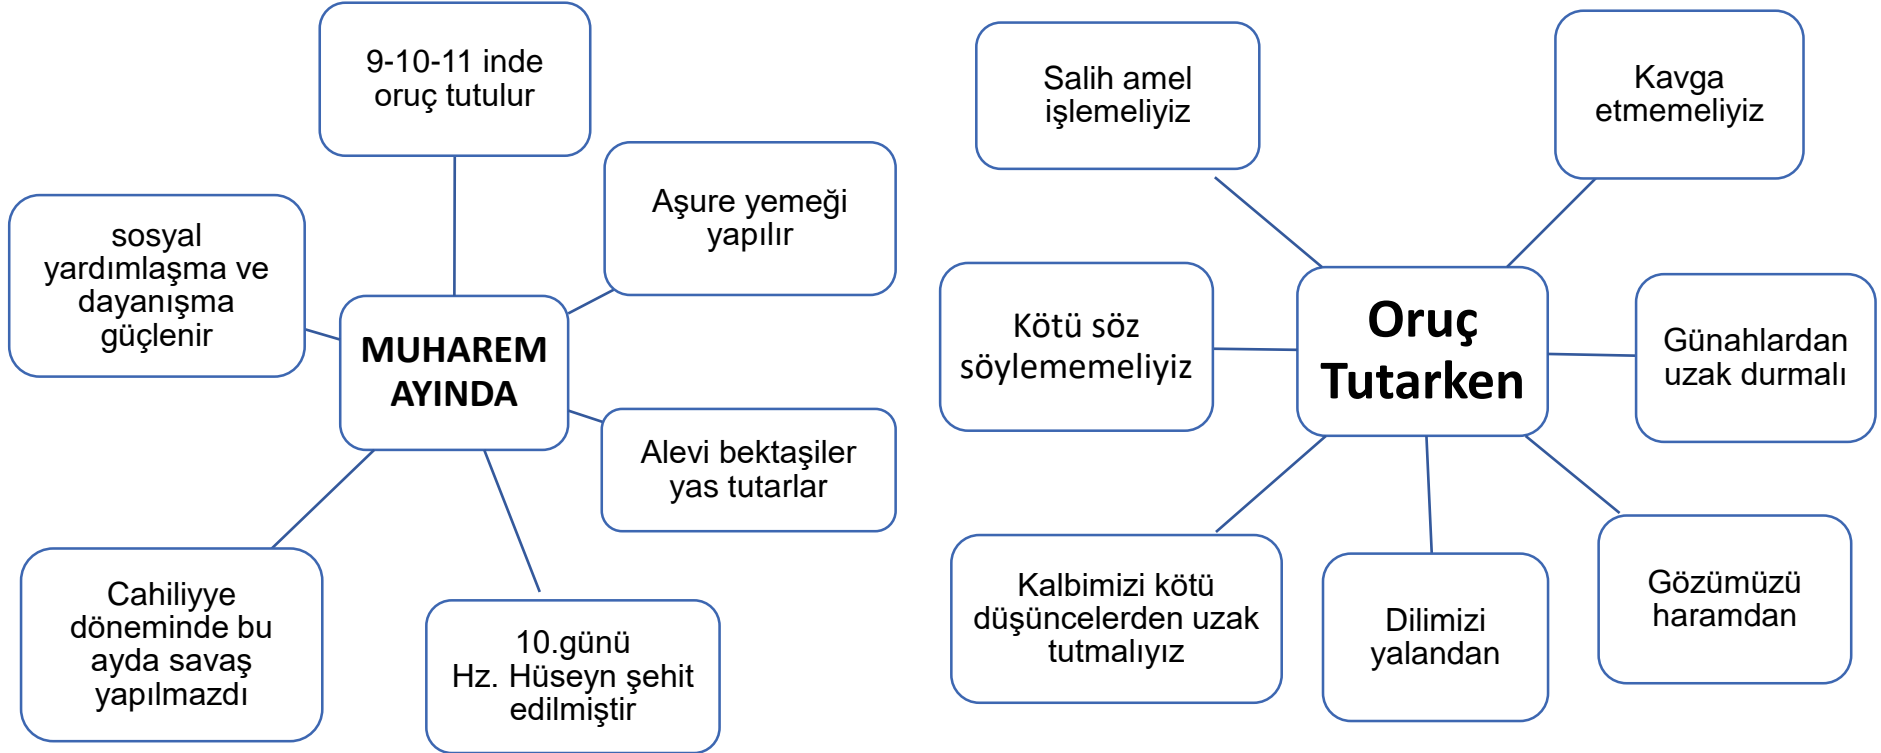 9-10-11 inde
oruç tutulur
Aşure yemeği
yapılır
sosyal
yardımlaşma ve
dayanışma
güçlenir
MUHAREM
AYINDA
Alevi bektaşiler
yas tutarlar
Cahiliyye
döneminde bu
ayda savaş
yapılmazdı
10.günü
Hz. Hüseyn şehit
edilmiştir
Salih amel
işlemeliyiz
Kavga
etmemeliyiz
Kötü söz
söylememeliyiz
Oruç
Tutarken
Günahlardan
uzak durmalı
Kalbimizi kötü
düşüncelerden uzak
tutmalıyız
Dilimizi
yalandan
Gözümüzü
haramdan